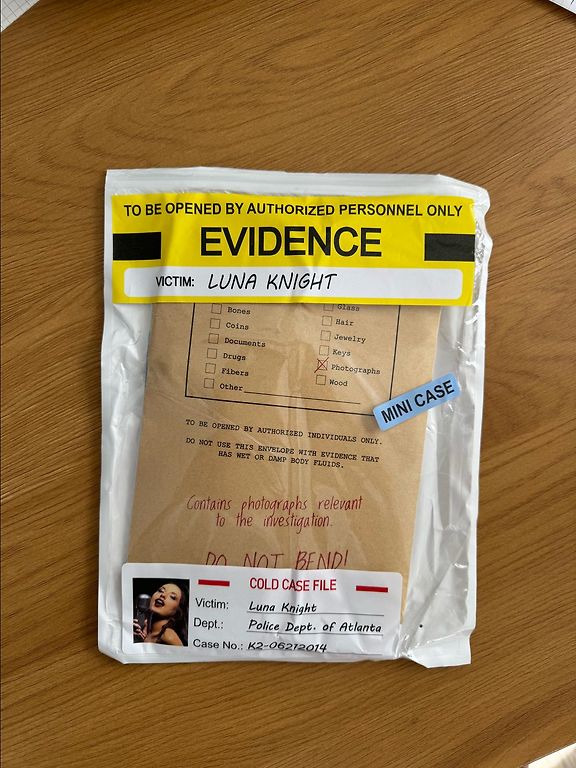 TO BE OPENED BY AUTHORIZED PERSONNEL ONLY
EVIDENCE
VICTIM: LUNA KNIGHT
Bones
Coins
Documents
Drugs
Fibers
Other
Glass
Hair
Jewelry
Keys
Photographs
Wood
MINI CASE
TO BE OPENED BY AUTHORIZED INDIVIDUALS ONLY.
DO NOT USE THIS ENVELOPE WITH EVIDENCE THAT
HAS WET OR DAMP BODY FLUIDS.
Contains photographs relevant
to the investigation.
DO NOT BEND!
COLD CASE FILE
Victim: Luna Knight
Dept.: Police Dept. of Atlanta
Case No.: K2-06212014